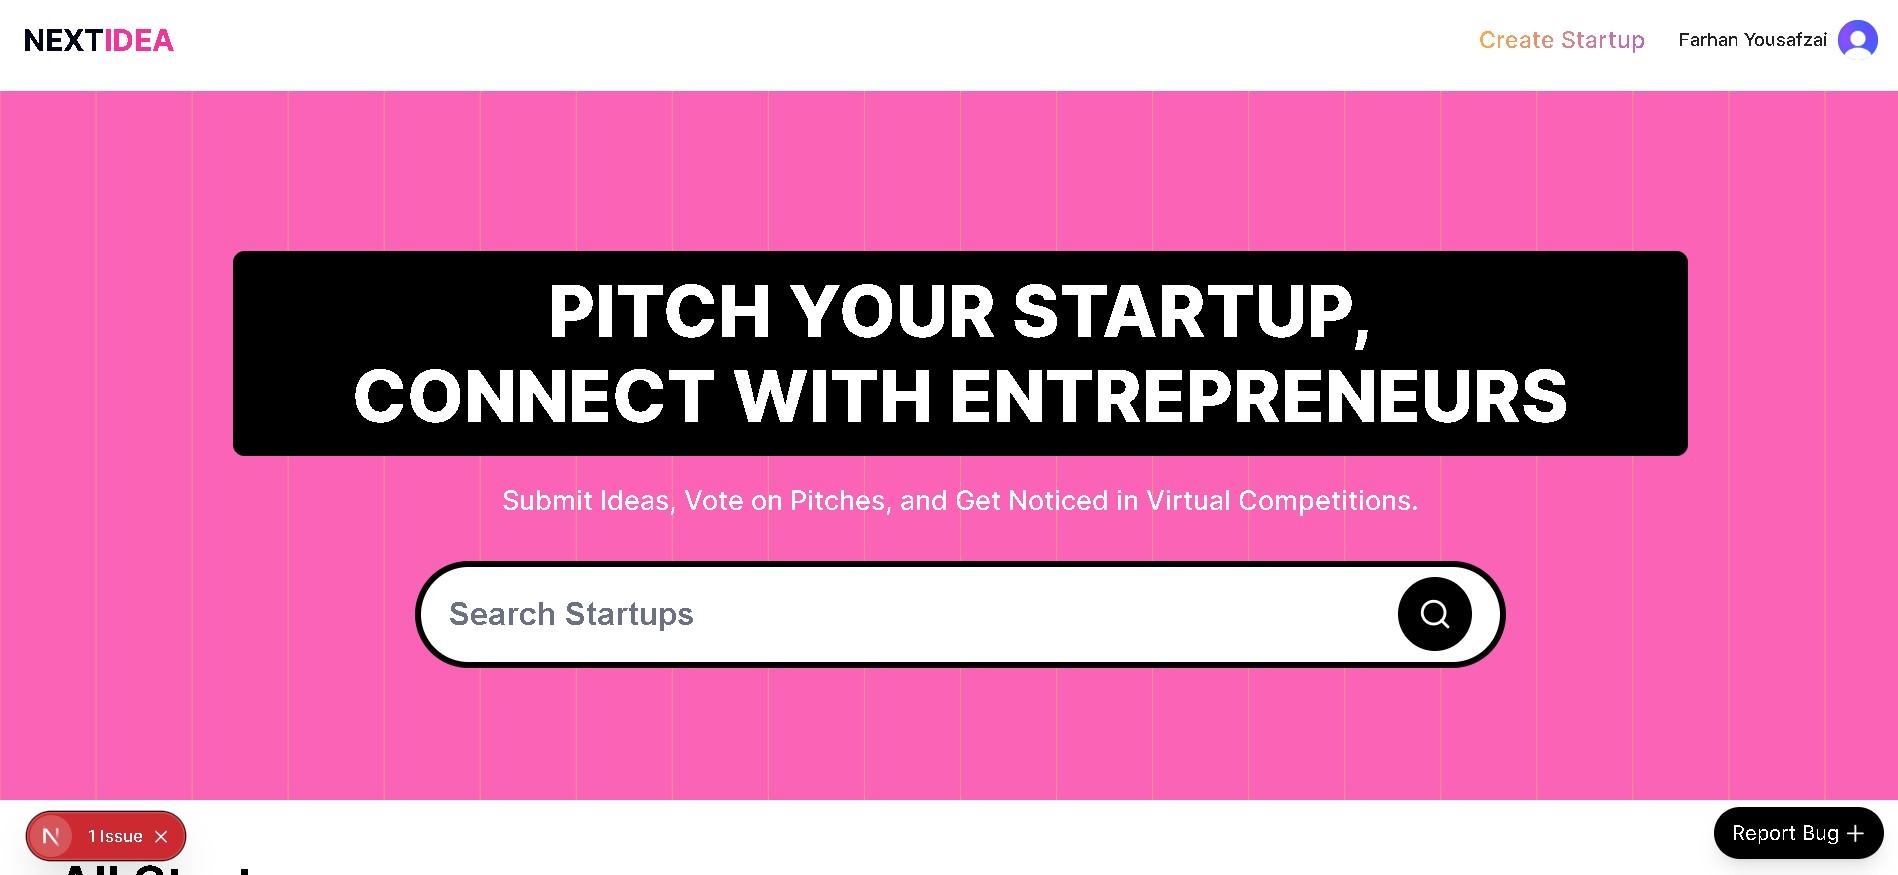 NEXTIDEA
Create Startup
Farhan Yousafzai
PITCH YOUR STARTUP,
CONNECT WITH ENTREPRENEURS
Submit Ideas, Vote on Pitches, and Get Noticed in Virtual Competitions.
Search Startups
N
1 Issue
Report Bug